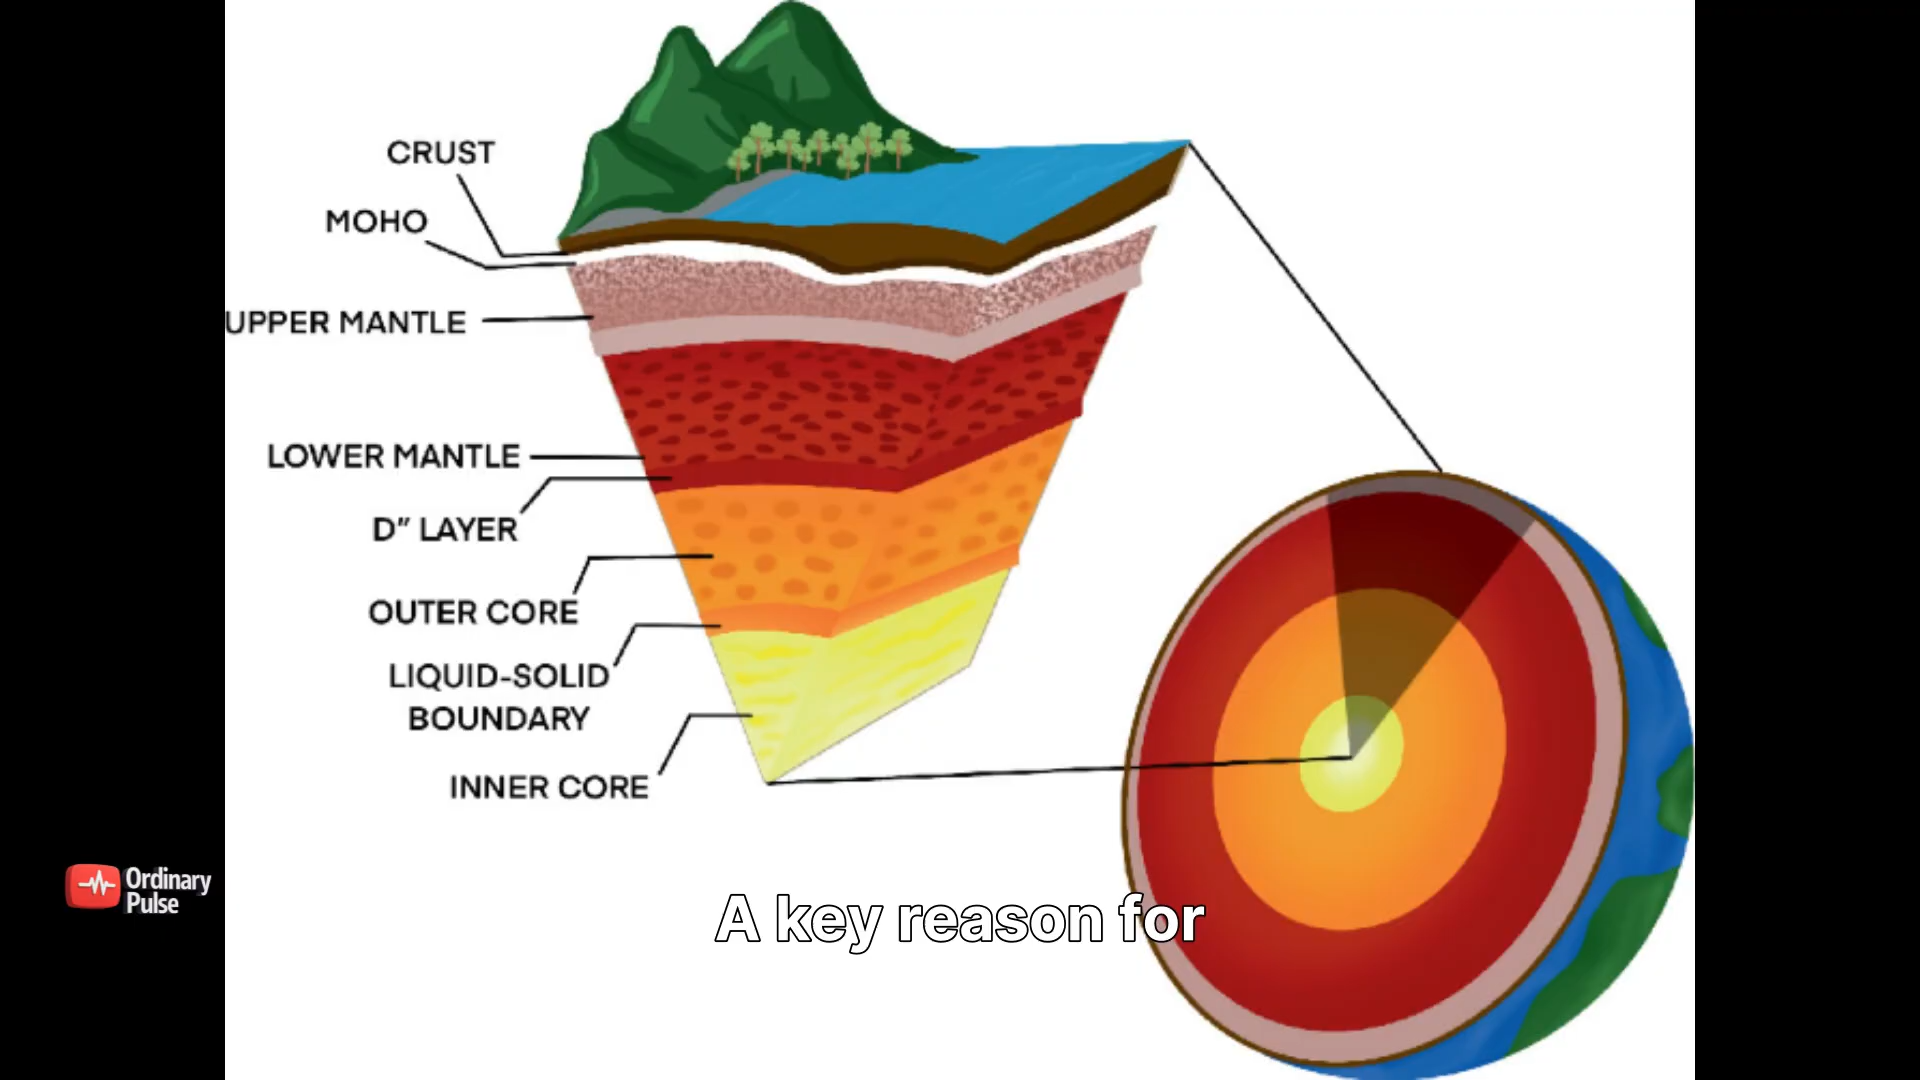 CRUST
MOHO
UPPER MANTLE
LOWER MANTLE
D” LAYER
OUTER CORE
LIQUID-SOLID
BOUNDARY
INNER CORE
Ordinary
Pulse
A key reason for